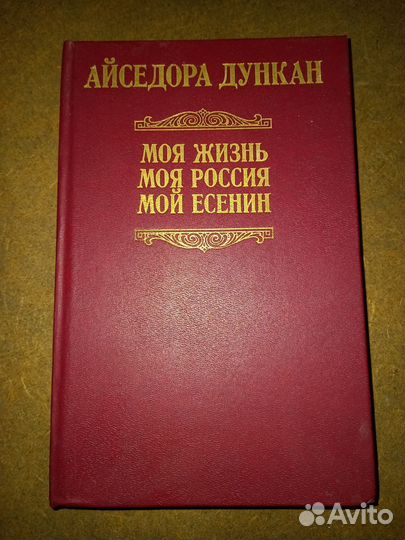 АЙСЕДОРА ДУНКАН
МОЯ ЖИЗНЬ
МОЯ РОССИЯ
МОЙ ЕСЕНИН
Avito